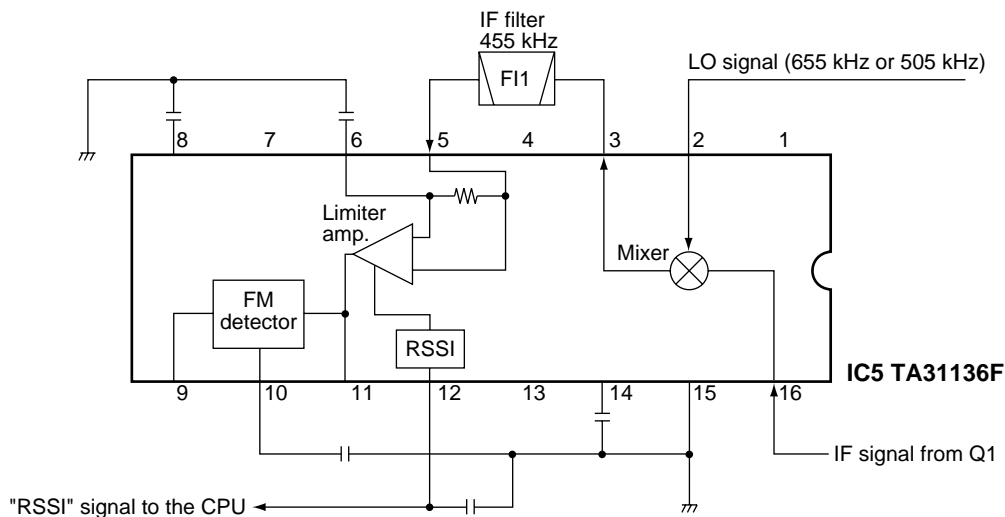 IF filter
455 kHz
FI1
LO signal (655 kHz or 505 kHz)
8 7 6 5 4 3 2 1
Limiter
amp.
Mixer
FM
detector
RSSI
9 10 11 12 13 14 15 16
IC5 TA31136F
IF signal from Q1
"RSSI" signal to the CPU